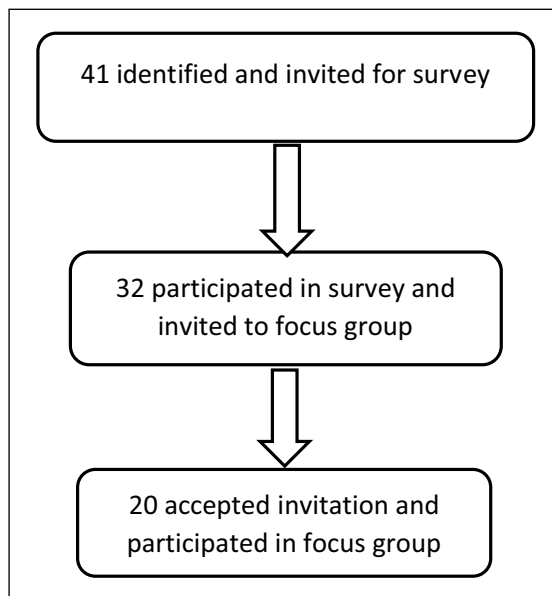 41 identified and invited for survey
32 participated in survey and
invited to focus group
20 accepted invitation and
participated in focus group